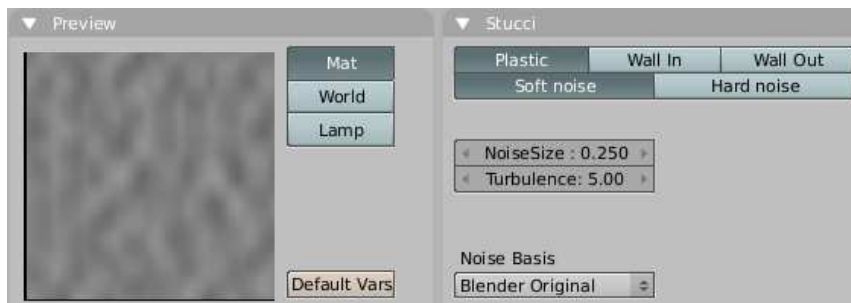 Preview
Mat
World
Lamp
Default Vars
Stucci
Plastic Wall In Wall Out
Soft noise Hard noise
NoiseSize : 0.250
Turbulence: 5.00
Noise Basis
Blender Original